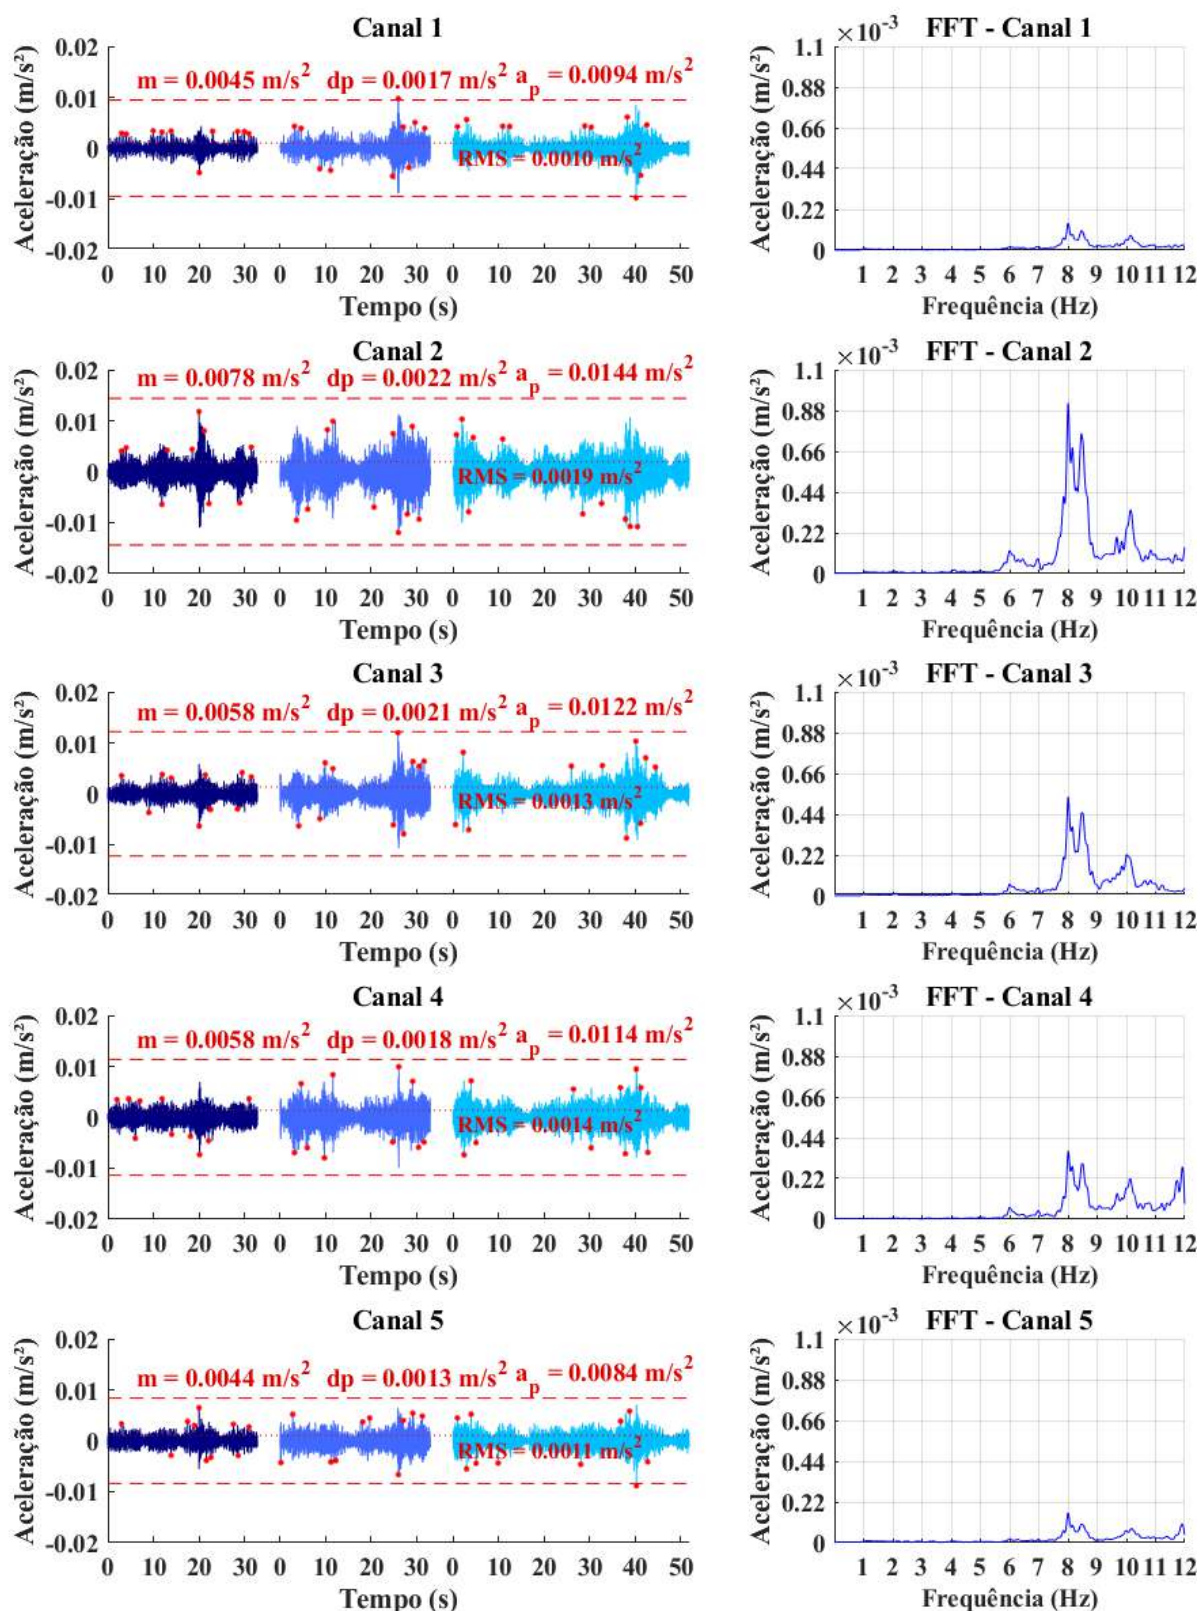 Canal 1
m = 0.0045 m/s² dp = 0.0017 m/s² a_p = 0.0094 m/s²
RMS = 0.0010 m/s²
Aceleração (m/s²)
0.02
0.01
0
-0.01
-0.02
0 10 20 30 0 10 20 30 0 10 20 30 40 50
Tempo (s)
FFT - Canal 1
×10⁻³
Aceleração (m/s²)
1.1
0.88
0.66
0.44
0.22
0
1 2 3 4 5 6 7 8 9 10 11 12
Frequência (Hz)
Canal 2
m = 0.0078 m/s² dp = 0.0022 m/s² a_p = 0.0144 m/s²
RMS = 0.0019 m/s²
Aceleração (m/s²)
0.02
0.01
0
-0.01
-0.02
0 10 20 30 0 10 20 30 0 10 20 30 40 50
Tempo (s)
FFT - Canal 2
×10⁻³
Aceleração (m/s²)
1.1
0.88
0.66
0.44
0.22
0
1 2 3 4 5 6 7 8 9 10 11 12
Frequência (Hz)
Canal 3
m = 0.0058 m/s² dp = 0.0021 m/s² a_p = 0.0122 m/s²
RMS = 0.0013 m/s²
Aceleração (m/s²)
0.02
0.01
0
-0.01
-0.02
0 10 20 30 0 10 20 30 0 10 20 30 40 50
Tempo (s)
FFT - Canal 3
×10⁻³
Aceleração (m/s²)
1.1
0.88
0.66
0.44
0.22
0
1 2 3 4 5 6 7 8 9 10 11 12
Frequência (Hz)
Canal 4
m = 0.0058 m/s² dp = 0.0018 m/s² a_p = 0.0114 m/s²
RMS = 0.0014 m/s²
Aceleração (m/s²)
0.02
0.01
0
-0.01
-0.02
0 10 20 30 0 10 20 30 0 10 20 30 40 50
Tempo (s)
FFT - Canal 4
×10⁻³
Aceleração (m/s²)
1.1
0.88
0.66
0.44
0.22
0
1 2 3 4 5 6 7 8 9 10 11 12
Frequência (Hz)
Canal 5
m = 0.0044 m/s² dp = 0.0013 m/s² a_p = 0.0084 m/s²
RMS = 0.0011 m/s²
Aceleração (m/s²)
0.02
0.01
0
-0.01
-0.02
0 10 20 30 0 10 20 30 0 10 20 30 40 50
Tempo (s)
FFT - Canal 5
×10⁻³
Aceleração (m/s²)
1.1
0.88
0.66
0.44
0.22
0
1 2 3 4 5 6 7 8 9 10 11 12
Frequência (Hz)